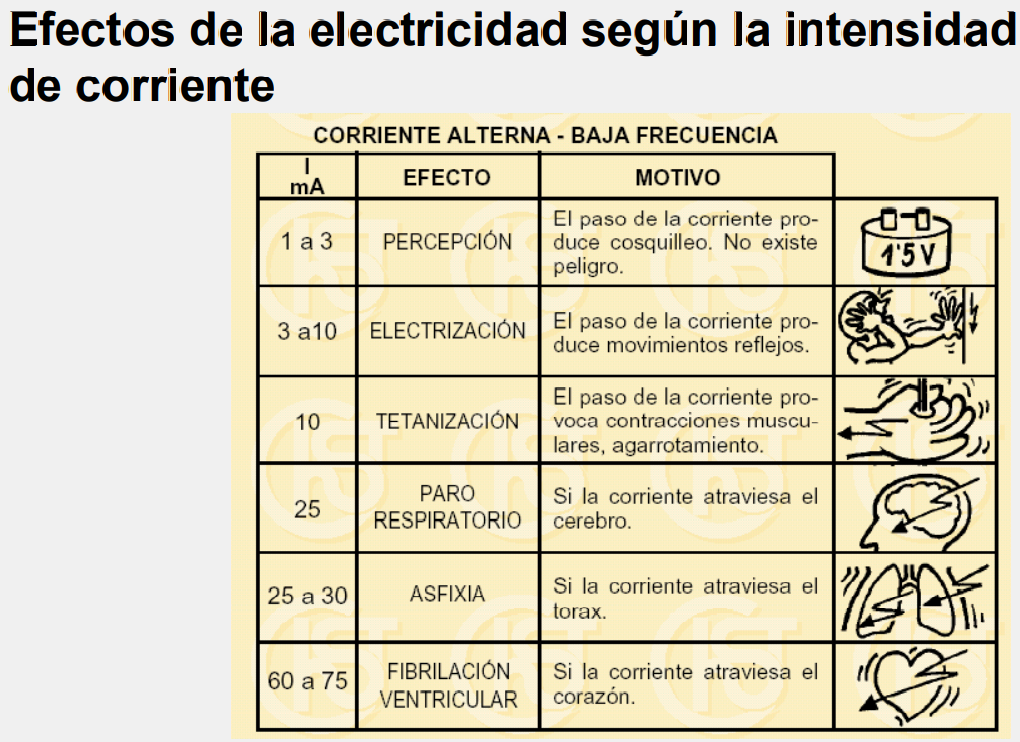 Efectos de la electricidad según la intensidad
de corriente
CORRIENTE ALTERNA - BAJA FRECUENCIA
I
mA
EFECTO
MOTIVO
1 a 3
PERCEPCIÓN
El paso de la corriente pro-
duce cosquilleo. No existe
peligro.
1'5 V
3 a10
ELECTRIZACIÓN
El paso de la corriente pro-
duce movimientos reflejos.
10
TETANIZACIÓN
El paso de la corriente pro-
voca contracciones muscu-
lares, agarrotamiento.
25
PARO
RESPIRATORIO
Si la corriente atraviesa el
cerebro.
25 a 30
ASFIXIA
Si la corriente atraviesa el
torax.
60 a 75
FIBRILACIÓN
VENTRICULAR
Si la corriente atraviesa el
corazón.